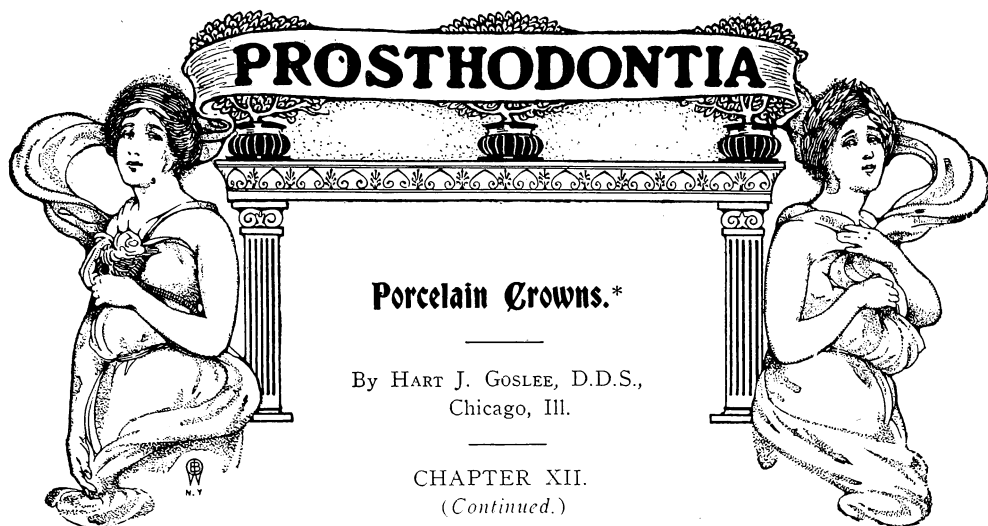 PROSTHODONTIA
Porcelain Crowns.*
By HART J. GOSLEE, D.D.S.,
Chicago, Ill.
CHAPTER XII.
(Continued.)
N.Y